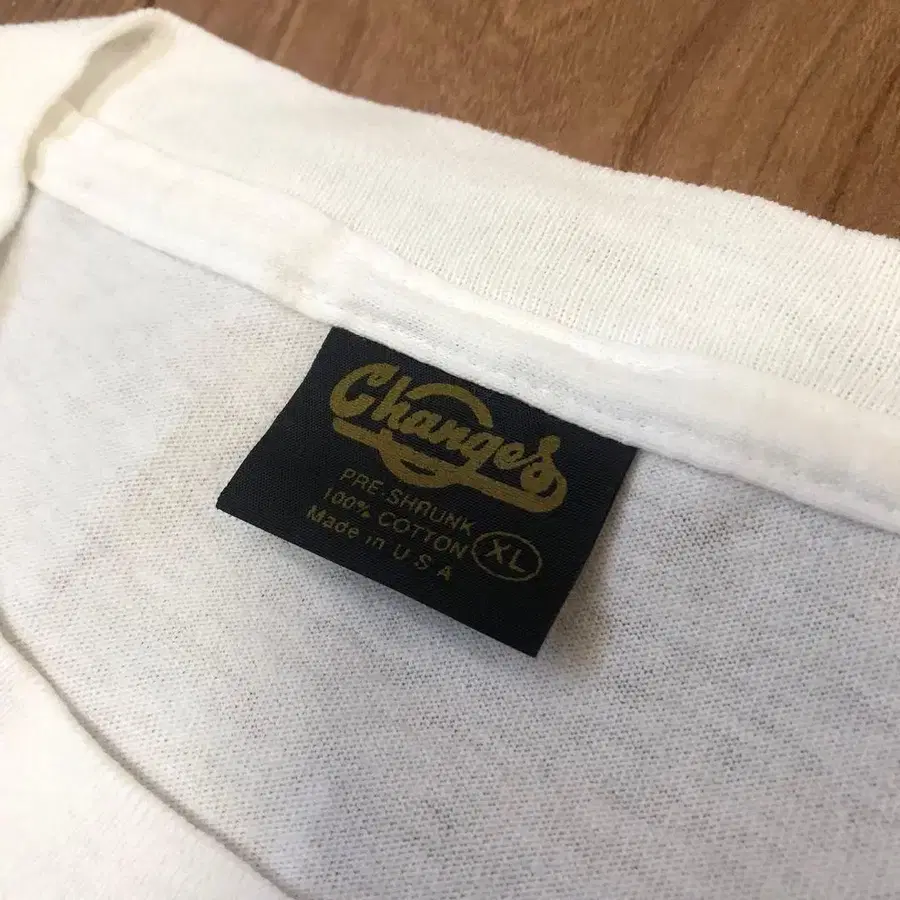 Changes
PRE-SHRUNK
100% COTTON XL
Made in U S A